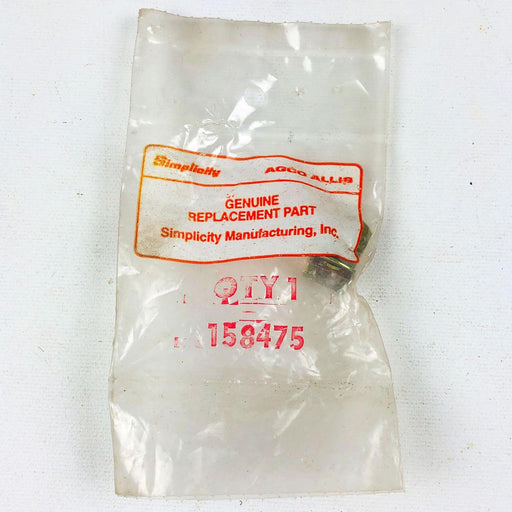 Simplicity AGCO ALLIS
GENUINE
REPLACEMENT PART
Simplicity Manufacturing, Inc.
QTY 1
158475